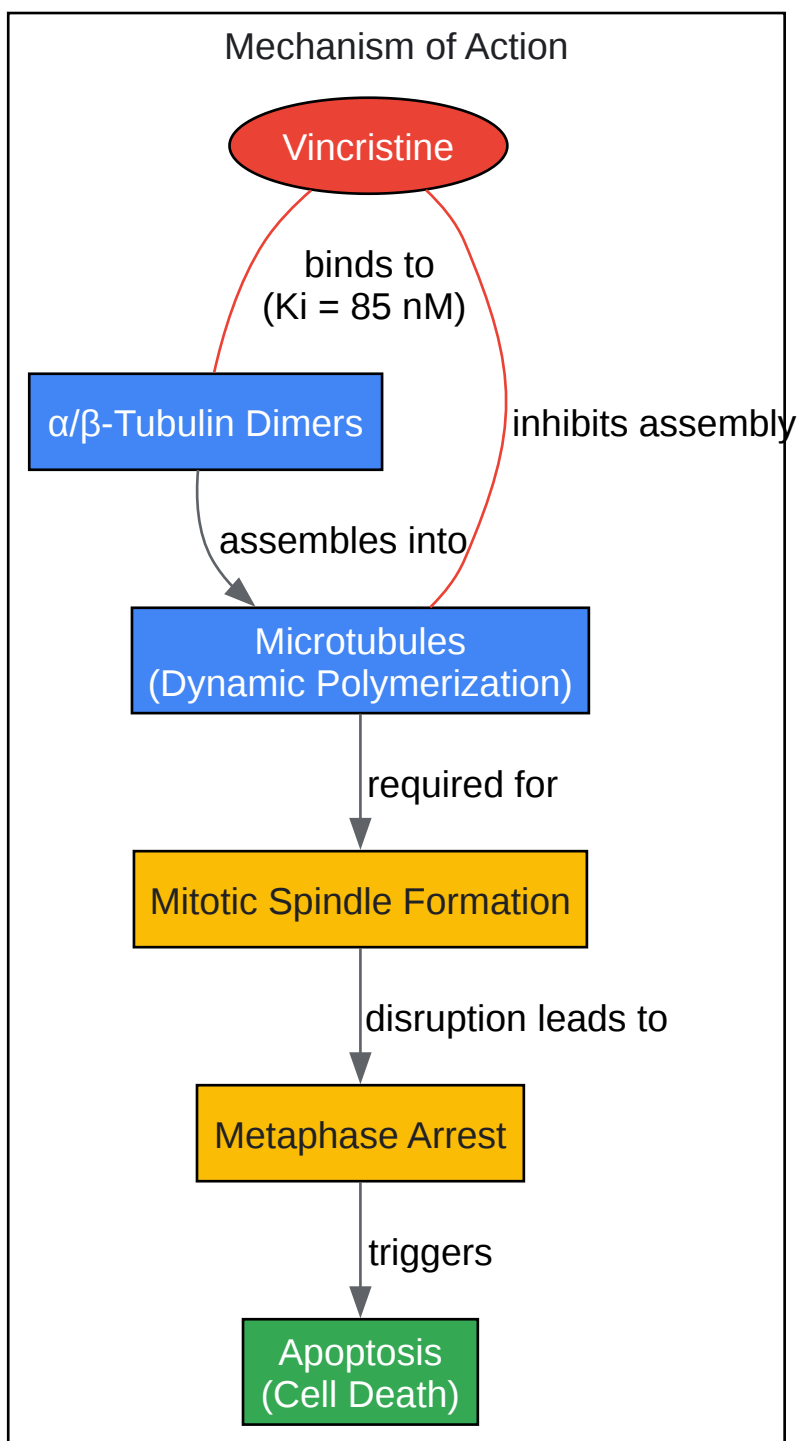 Mechanism of Action
Vincristine
binds to
(Ki = 85 nM)
α/β-Tubulin Dimers
inhibits assembly
assembles into
Microtubules
(Dynamic Polymerization)
required for
Mitotic Spindle Formation
disruption leads to
Metaphase Arrest
triggers
Apoptosis
(Cell Death)